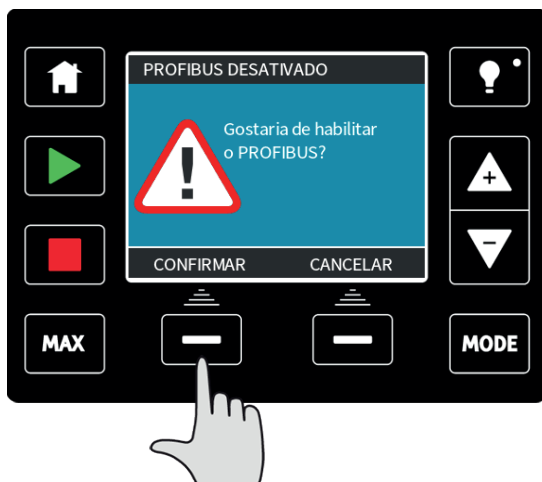 PROFIBUS DESATIVADO
Gostaria de habilitar
o PROFIBUS?
CONFIRMAR CANCELAR
MAX
MODE